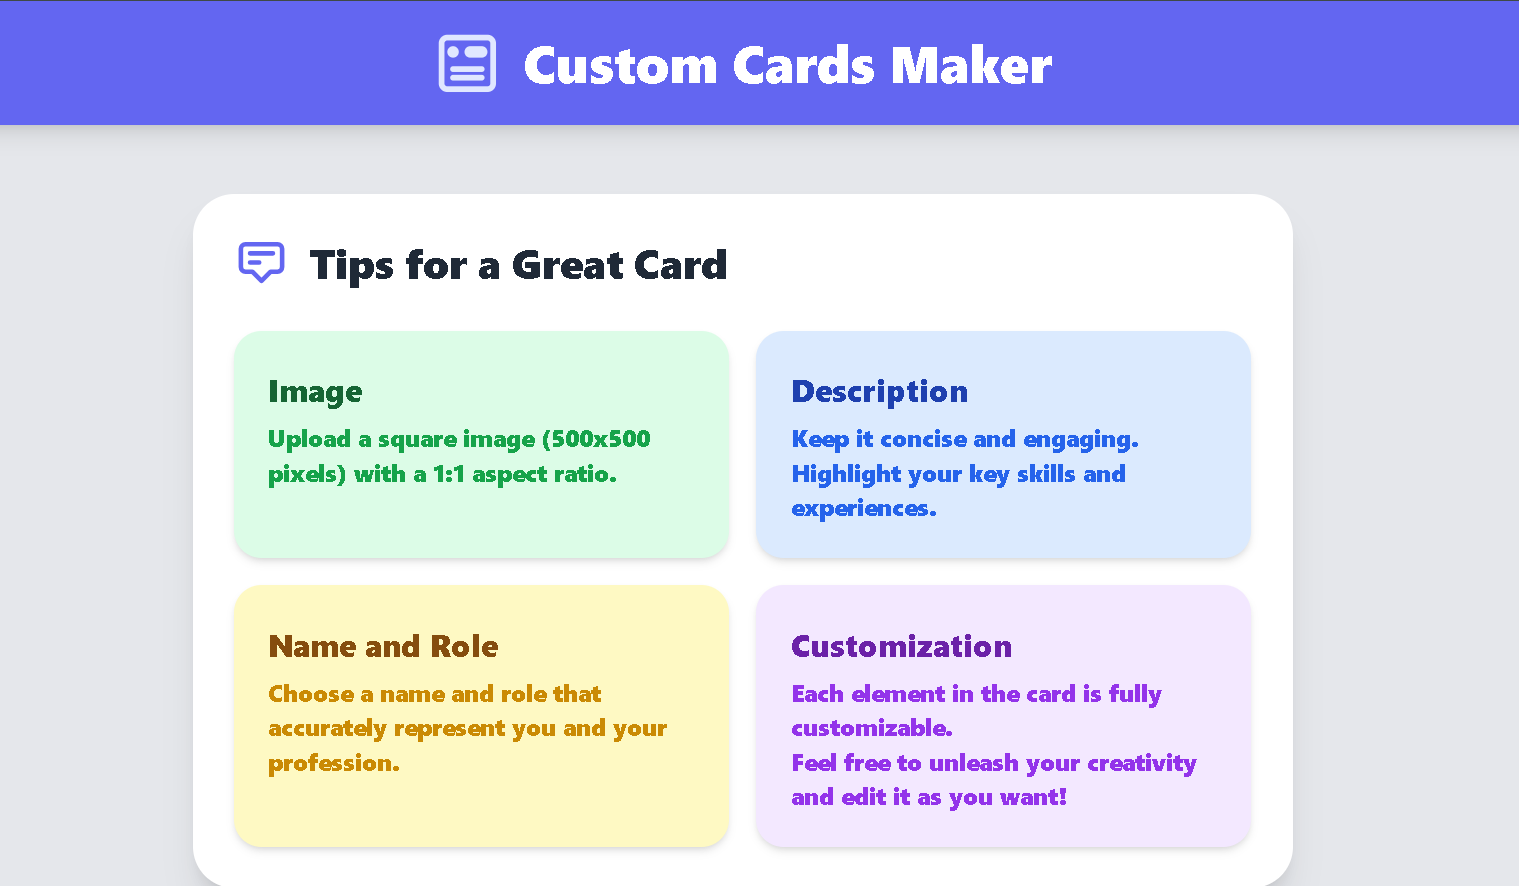 Custom Cards Maker
Tips for a Great Card
Image
Upload a square image (500x500
pixels) with a 1:1 aspect ratio.
Description
Keep it concise and engaging.
Highlight your key skills and
experiences.
Name and Role
Choose a name and role that
accurately represent you and your
profession.
Customization
Each element in the card is fully
customizable.
Feel free to unleash your creativity
and edit it as you want!